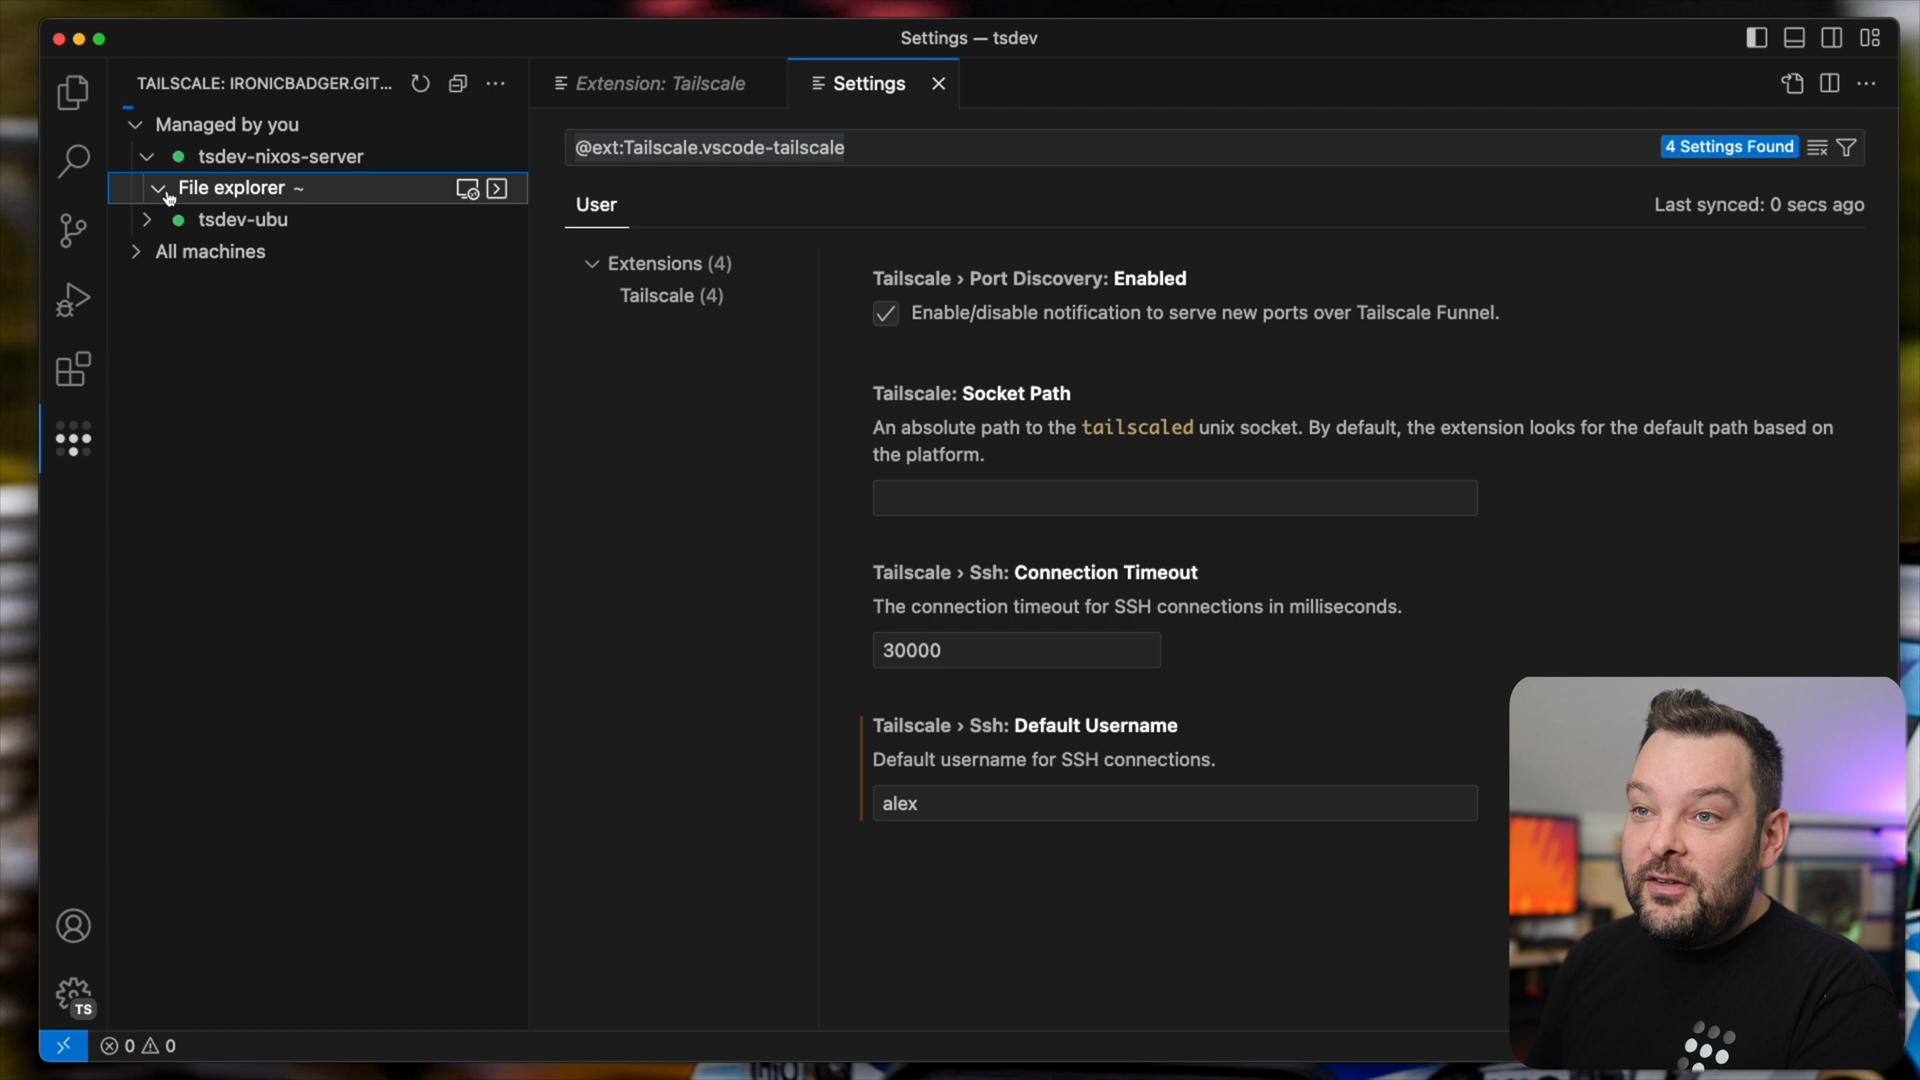 Settings — tsdev
TAILSCALE: IRONICBADGER.GIT...
Extension: Tailscale
Settings
Managed by you
tsdev-nixos-server
File explorer ~
tsdev-ubu
All machines
@ext:Tailscale.vscode-tailscale
4 Settings Found
User
Last synced: 0 secs ago
Extensions (4)
Tailscale (4)
Tailscale › Port Discovery: Enabled
Enable/disable notification to serve new ports over Tailscale Funnel.
Tailscale: Socket Path
An absolute path to the tailscaled unix socket. By default, the extension looks for the default path based on
the platform.
Tailscale › Ssh: Connection Timeout
The connection timeout for SSH connections in milliseconds.
30000
Tailscale › Ssh: Default Username
Default username for SSH connections.
alex
TS
0 0